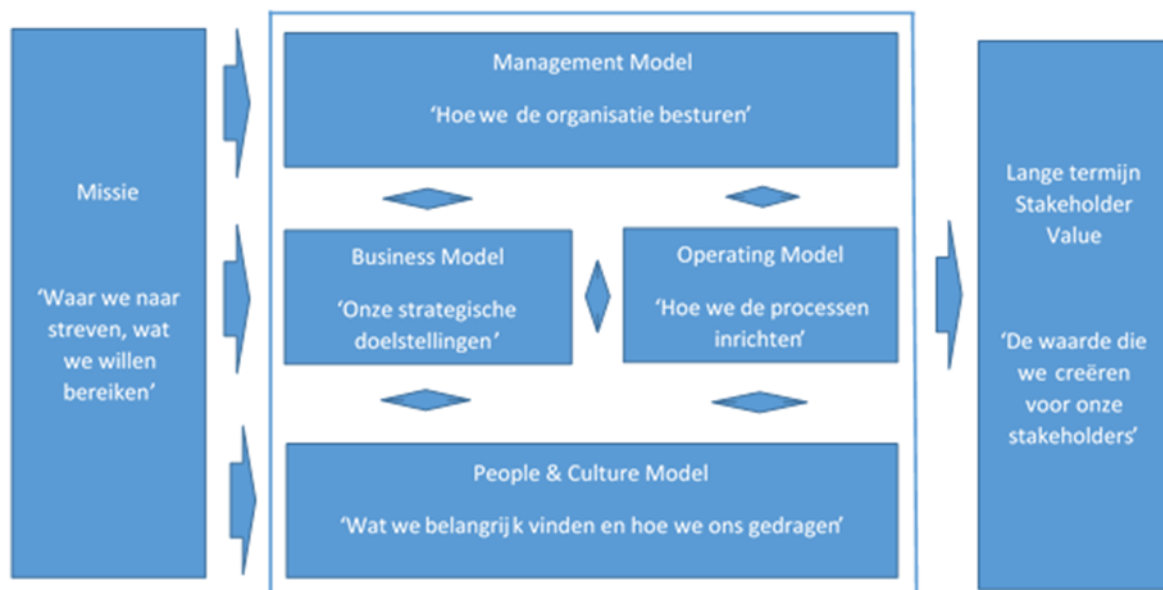 Missie
‘Waar we naar
streven, wat
we willen
bereiken’
Management Model
‘Hoe we de organisatie besturen’
Business Model
‘Onze strategische
doelstellingen’
Operating Model
‘Hoe we de processen
inrichten’
People & Culture Model
‘Wat we belangrijk vinden en hoe we ons gedragen’
Lange termijn
Stakeholder
Value
‘De waarde die
we creëren
voor onze
stakeholders’